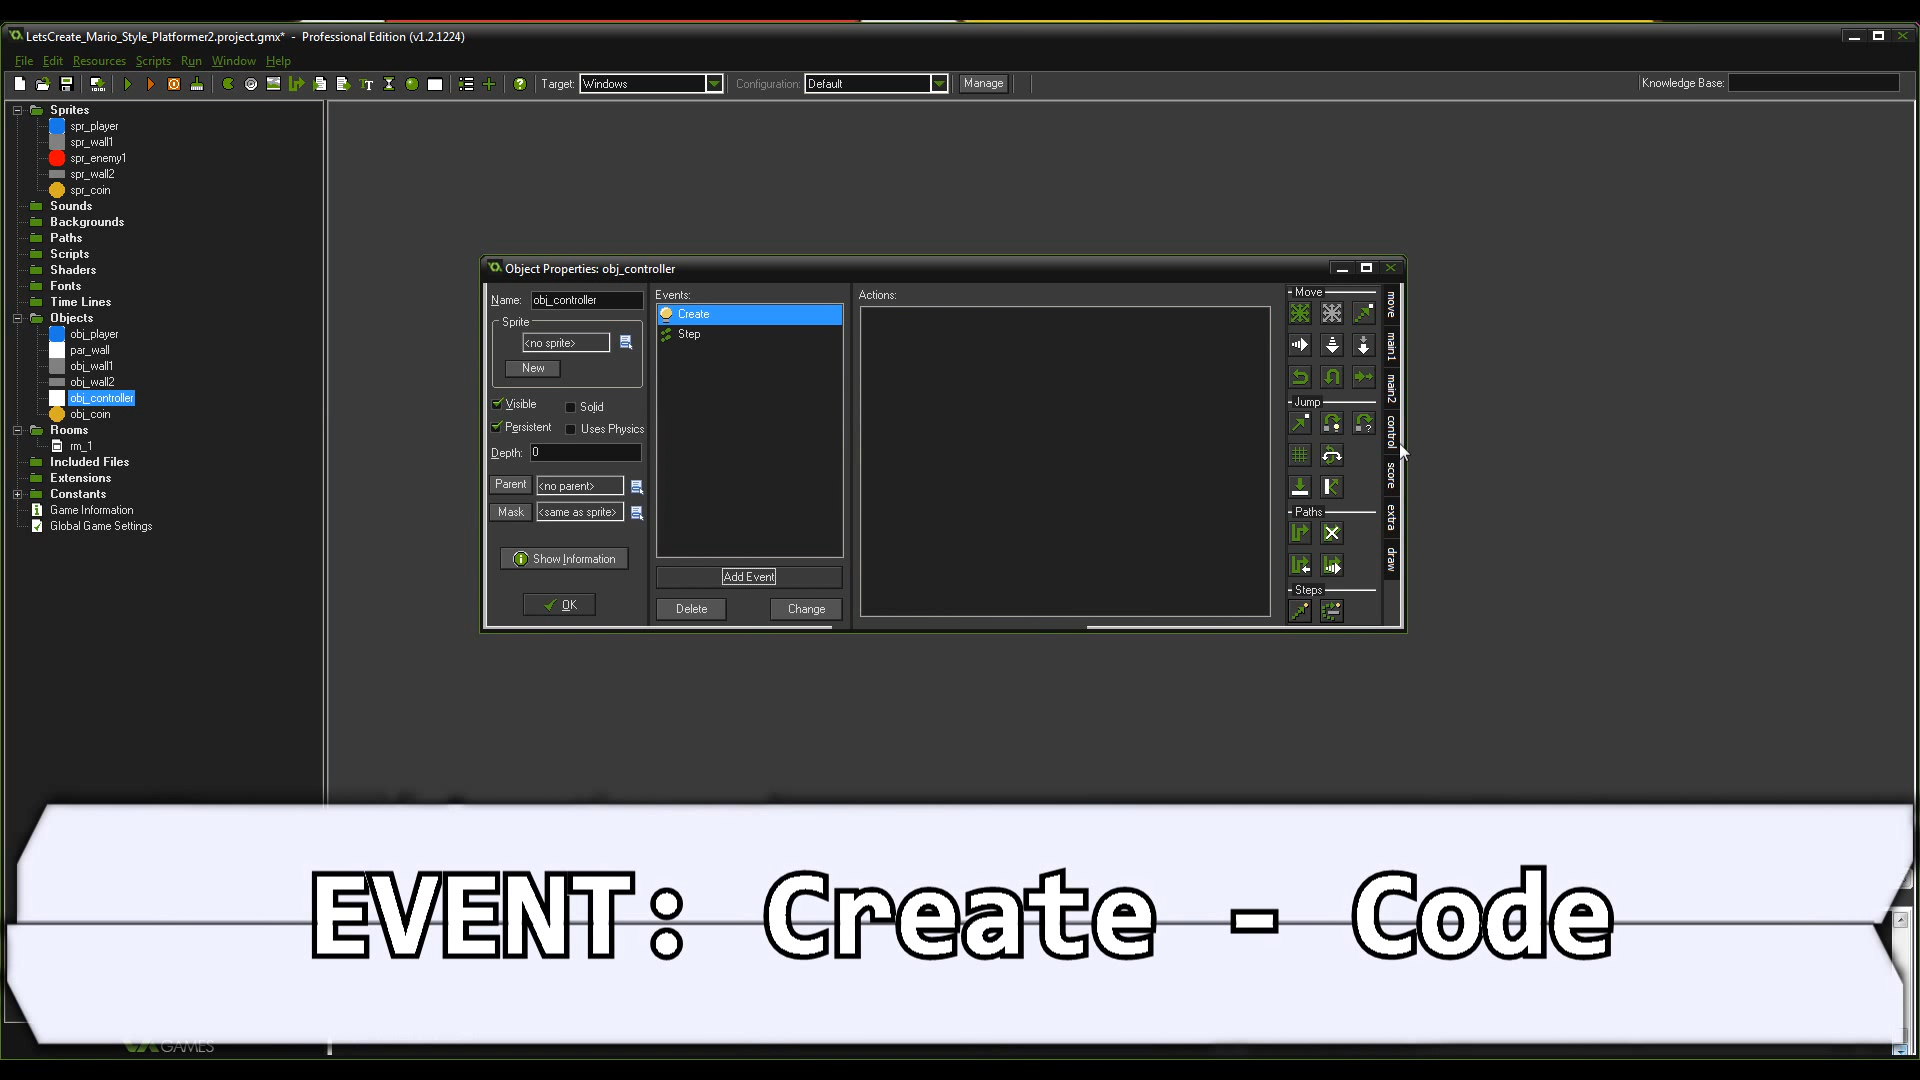 LetsCreate_Mario_Style_Platformer2.project.gmx* - Professional Edition (v1.2.1224)
File Edit Resources Scripts Run Window Help
Target: Windows Configuration: Default Manage Knowledge Base:
Sprites
spr_player
spr_wall1
spr_enemy1
spr_wall2
spr_coin
Sounds
Backgrounds
Paths
Scripts
Shaders
Fonts
Time Lines
Objects
obj_player
par_wall
obj_wall1
obj_wall2
obj_controller
obj_coin
Rooms
rm_1
Included Files
Extensions
Constants
Game Information
Global Game Settings
Object Properties: obj_controller
Name: obj_controller
Sprite
<no sprite>
New
Visible Solid
Persistent Uses Physics
Depth: 0
Parent <no parent>
Mask <same as sprite>
Show Information
OK
Events:
Create
Step
Add Event
Delete Change
Actions:
Move
Jump
Paths
Steps
move
main1
main2
control
score
extra
draw
EVENT: Create - Code
GAMES